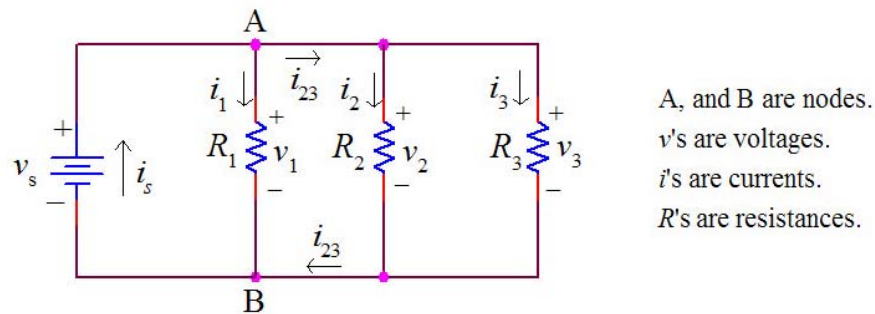 A
i₁
i₂₃
i₂
i₃
A, and B are nodes.
v's are voltages.
i's are currents.
R's are resistances.
+
+
+
+
vₛ
iₛ
R₁
v₁
R₂
v₂
R₃
v₃
−
−
−
−
i₂₃
B